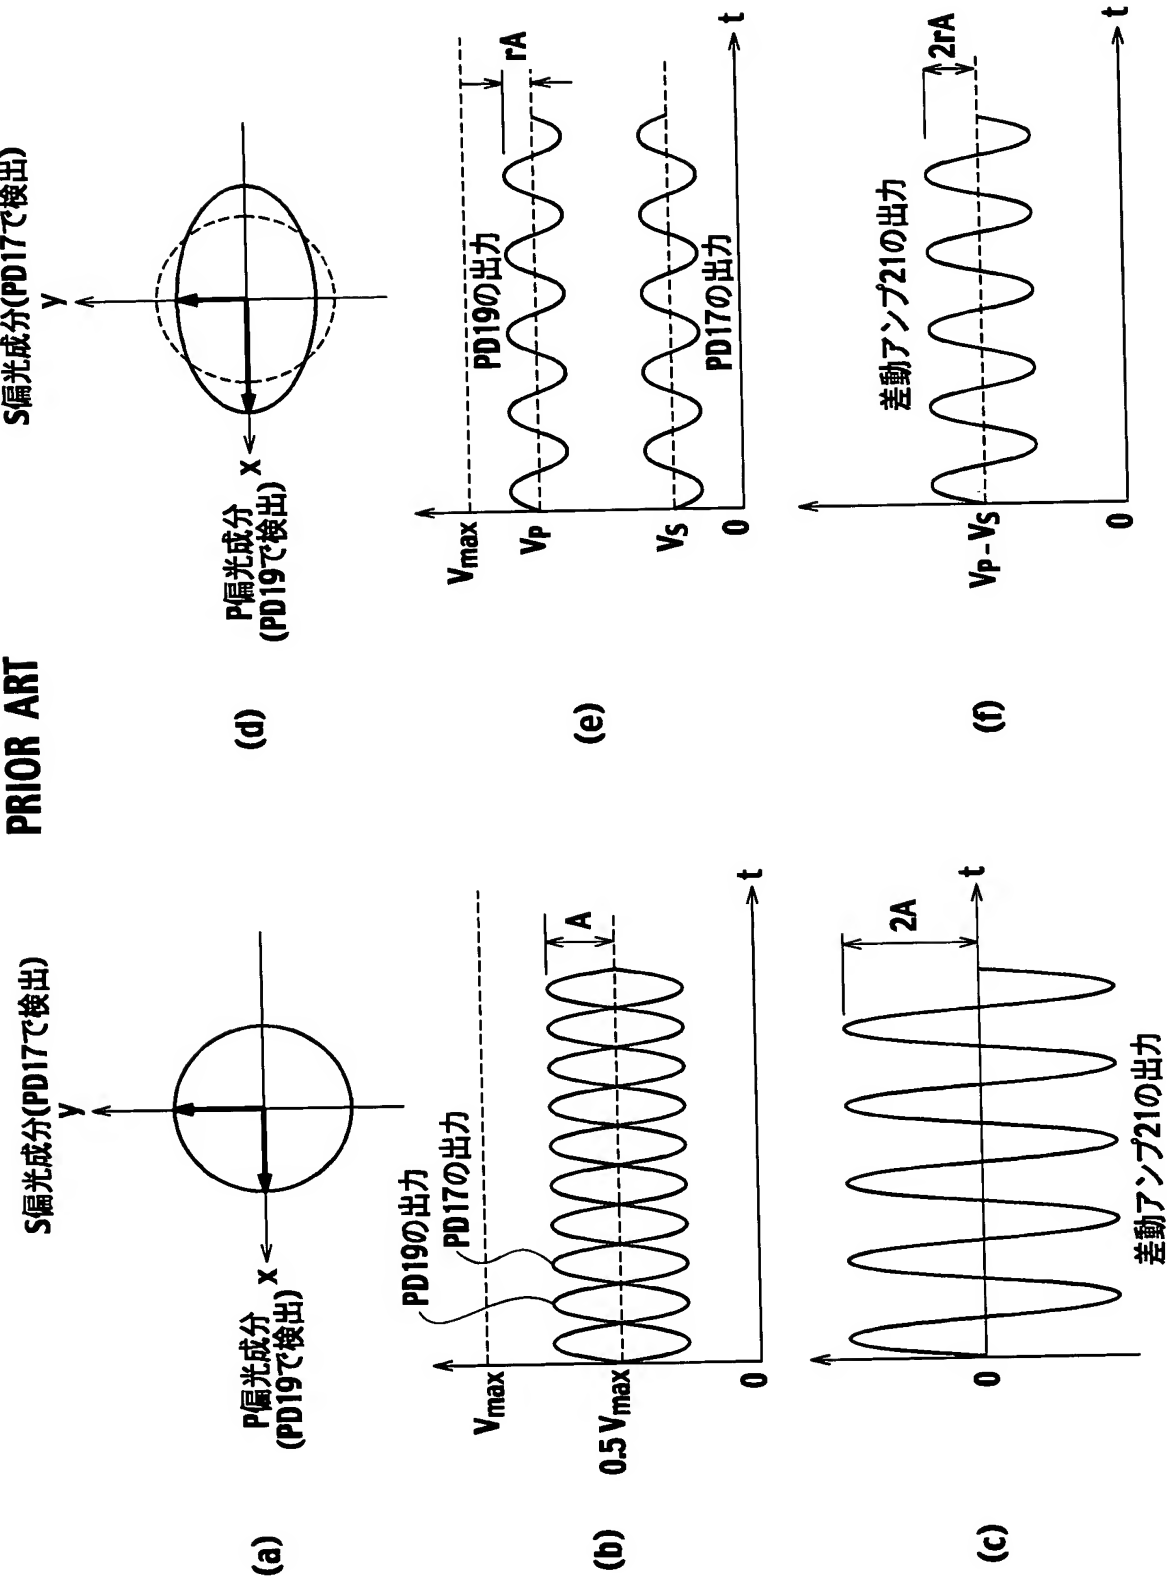 PRIOR ART
(a)
S偏光成分(PD17で検出)
y
x
P偏光成分
(PD19で検出)
(b)
PD19の出力
PD17の出力
Vmax
0.5 Vmax
0
A
t
(c)
2A
0
t
差動アンプ21の出力
(d)
S偏光成分(PD17で検出)
y
x
P偏光成分
(PD19で検出)
(e)
Vmax
VP
VS
0
PD19の出力
PD17の出力
rA
t
(f)
差動アンプ21の出力
VP - VS
0
2rA
t